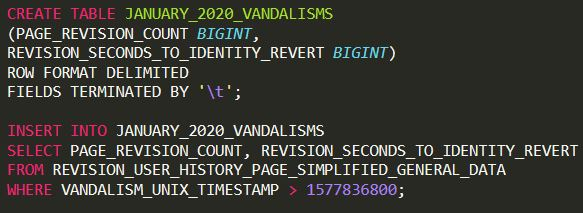 CREATE TABLE JANUARY_2020_VANDALISMS
(PAGE_REVISION_COUNT BIGINT,
REVISION_SECONDS_TO_IDENTITY_REVERT BIGINT)
ROW FORMAT DELIMITED
FIELDS TERMINATED BY '\t';
INSERT INTO JANUARY_2020_VANDALISMS
SELECT PAGE_REVISION_COUNT, REVISION_SECONDS_TO_IDENTITY_REVERT
FROM REVISION_USER_HISTORY_PAGE_SIMPLIFIED_GENERAL_DATA
WHERE VANDALISM_UNIX_TIMESTAMP > 1577836800;